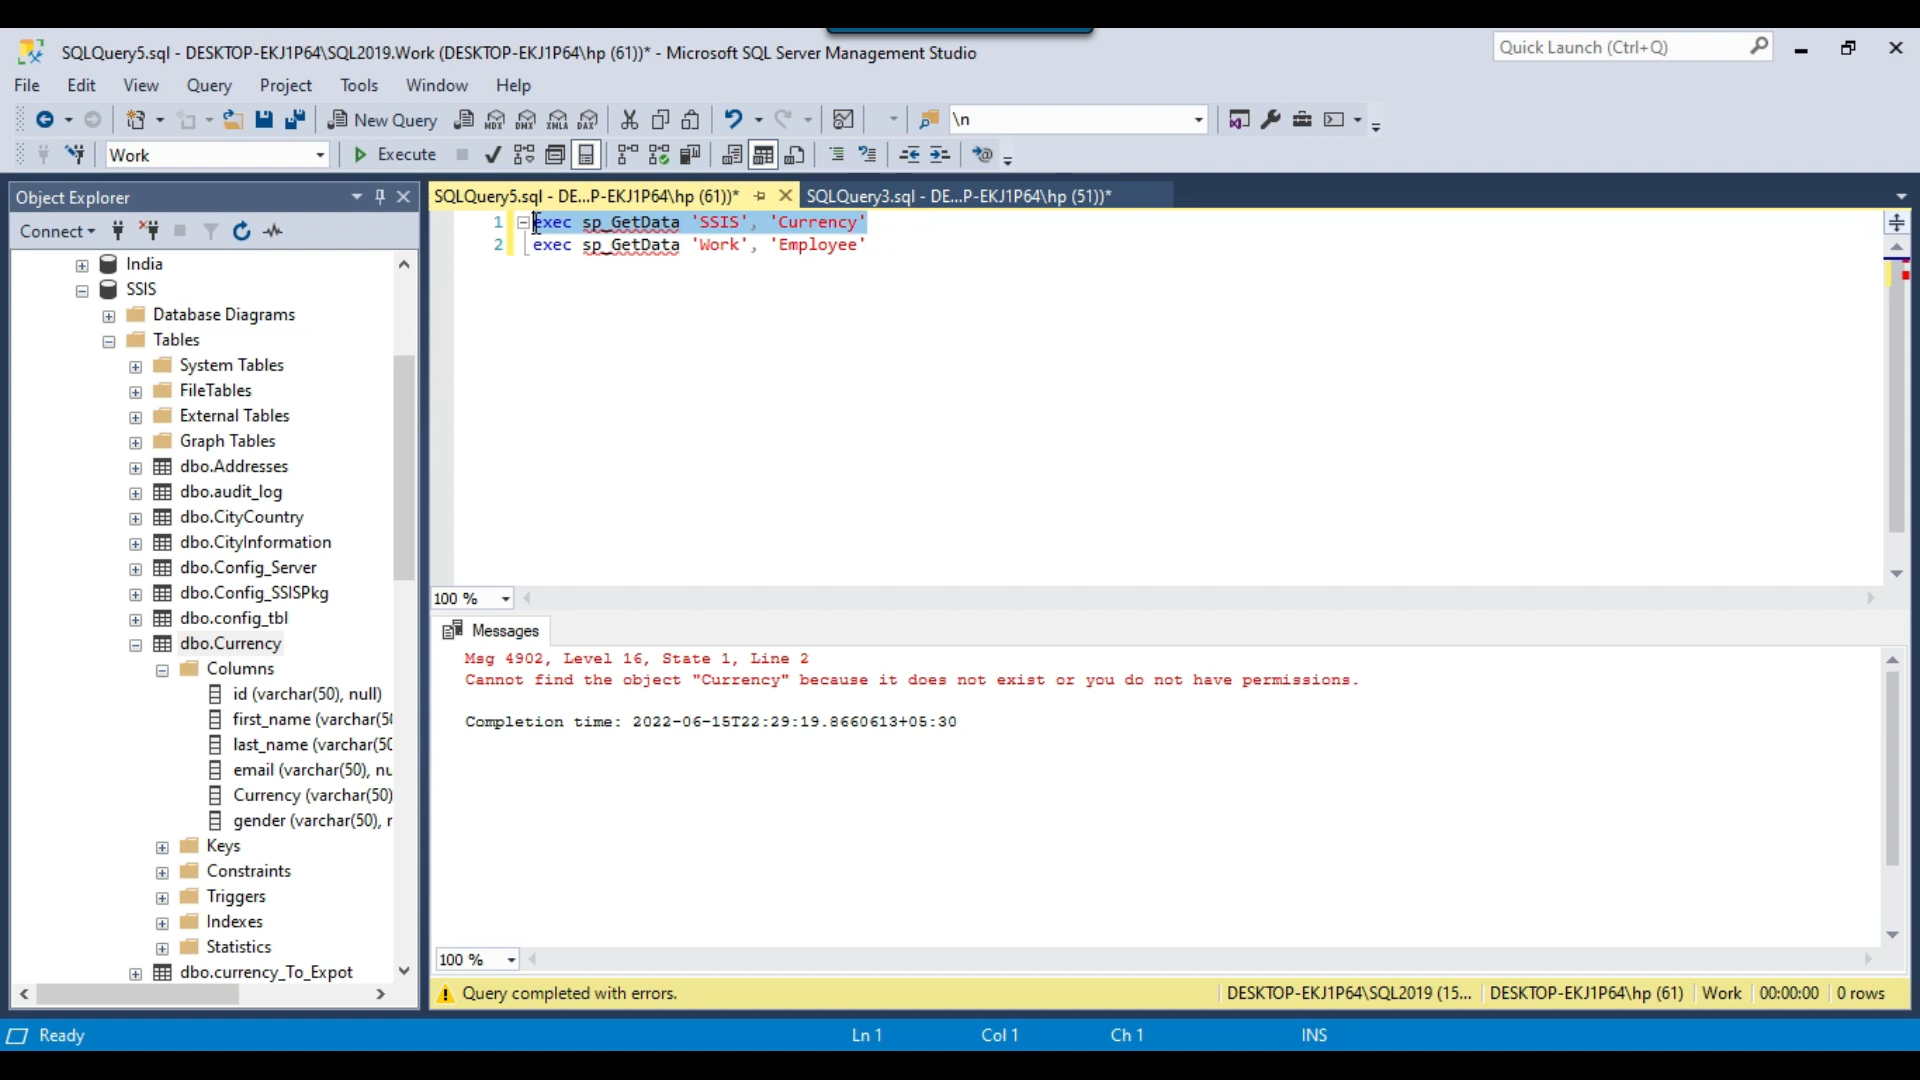 SQLQuery5.sql - DESKTOP-EKJ1P64\SQL2019.Work (DESKTOP-EKJ1P64\hp (61))* - Microsoft SQL Server Management Studio
Quick Launch (Ctrl+Q)
File Edit View Query Project Tools Window Help
New Query
MDX DMX XMLA DAX
\n
Work
Execute
Object Explorer
SQLQuery5.sql - DE...P-EKJ1P64\hp (61))*
SQLQuery3.sql - DE...P-EKJ1P64\hp (51))*
Connect
1 exec sp_GetData 'SSIS', 'Currency'
2 exec sp_GetData 'Work', 'Employee'
India
SSIS
Database Diagrams
Tables
System Tables
FileTables
External Tables
Graph Tables
dbo.Addresses
dbo.audit_log
dbo.CityCountry
dbo.CityInformation
dbo.Config_Server
dbo.Config_SSISPkg
dbo.config_tbl
dbo.Currency
Columns
id (varchar(50), null)
first_name (varchar(50
last_name (varchar(50
email (varchar(50), nu
Currency (varchar(50)
gender (varchar(50), r
Keys
Constraints
Triggers
Indexes
Statistics
dbo.currency_To_Expot
100 %
Messages
Msg 4902, Level 16, State 1, Line 2
Cannot find the object "Currency" because it does not exist or you do not have permissions.
Completion time: 2022-06-15T22:29:19.8660613+05:30
100 %
Query completed with errors.
DESKTOP-EKJ1P64\SQL2019 (15... DESKTOP-EKJ1P64\hp (61) Work 00:00:00 0 rows
Ready Ln 1 Col 1 Ch 1 INS